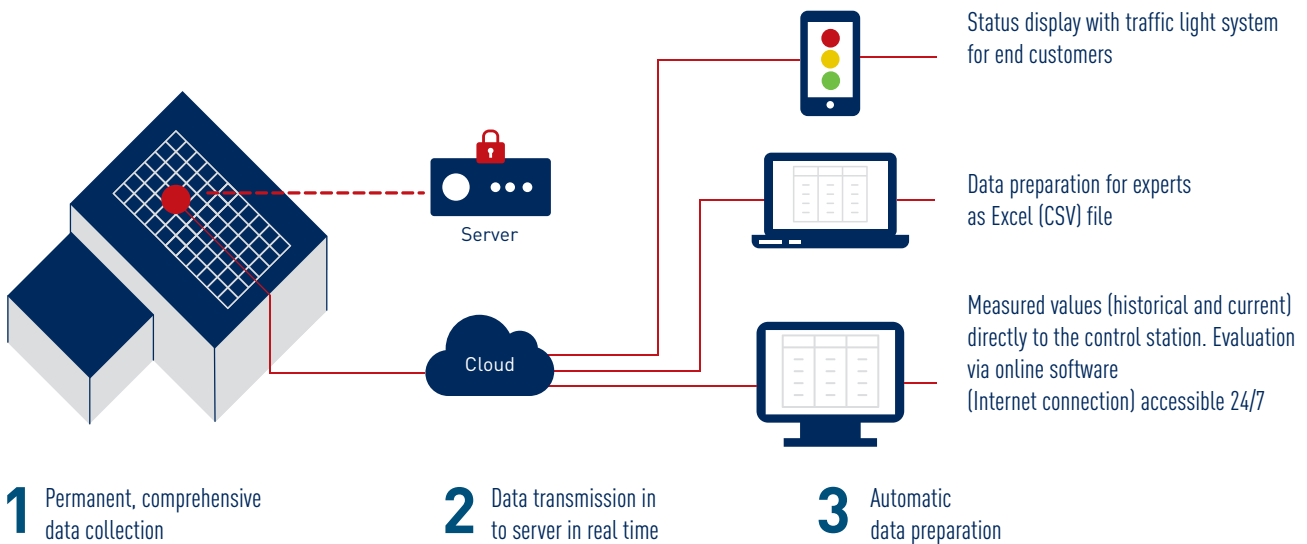 Status display with traffic light system
for end customers
Server
Data preparation for experts
as Excel (CSV) file
Cloud
Measured values (historical and current)
directly to the control station. Evaluation
via online software
(Internet connection) accessible 24/7
1 Permanent, comprehensive
data collection
2 Data transmission in
to server in real time
3 Automatic
data preparation